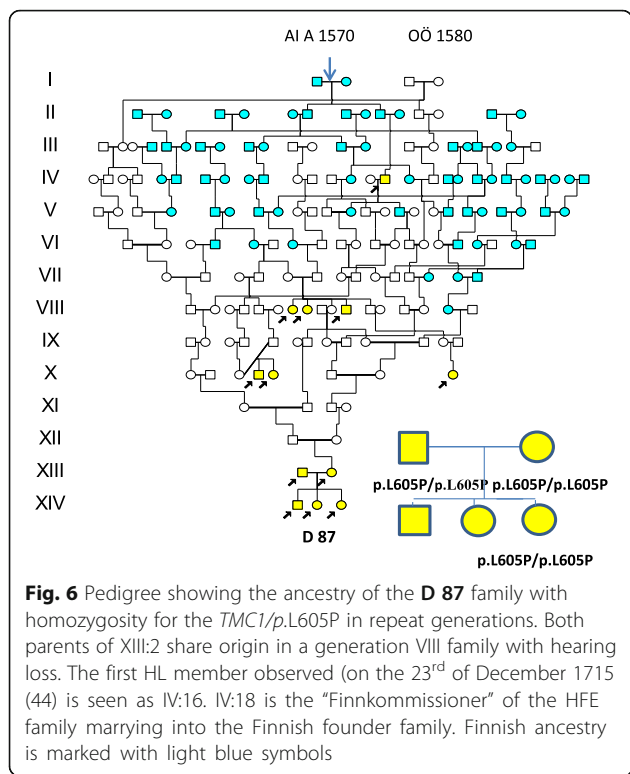 AI A 1570 OÖ 1580
I
II
III
IV
V
VI
VII
VIII
IX
X
XI
XII
XIII
XIV
D 87
p.L605P/p.L605P p.L605P/p.L605P
p.L605P/p.L605P
Fig. 6 Pedigree showing the ancestry of the D 87 family with
homozygosity for the TMC1/p.L605P in repeat generations. Both
parents of XIII:2 share origin in a generation VIII family with hearing
loss. The first HL member observed (on the 23rd of December 1715
(44) is seen as IV:16. IV:18 is the “Finnkommissioner” of the HFE
family marrying into the Finnish founder family. Finnish ancestry
is marked with light blue symbols